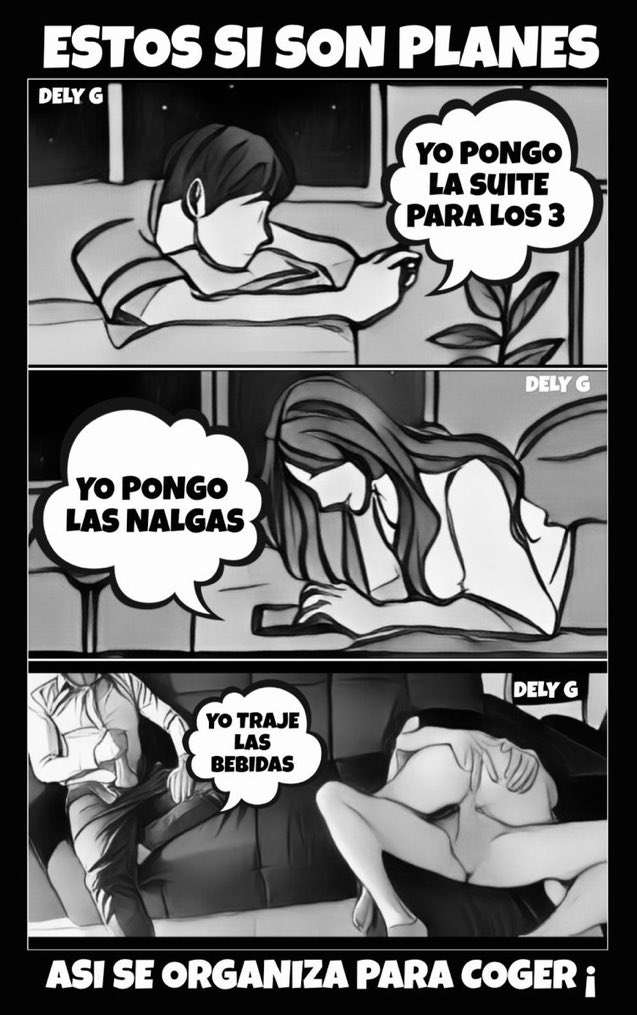 ESTOS SI SON PLANES
DELY G
YO PONGO
LA SUITE
PARA LOS 3
DELY G
YO PONGO
LAS NALGAS
DELY G
YO TRAJE
LAS
BEBIDAS
ASI SE ORGANIZA PARA COGER ¡